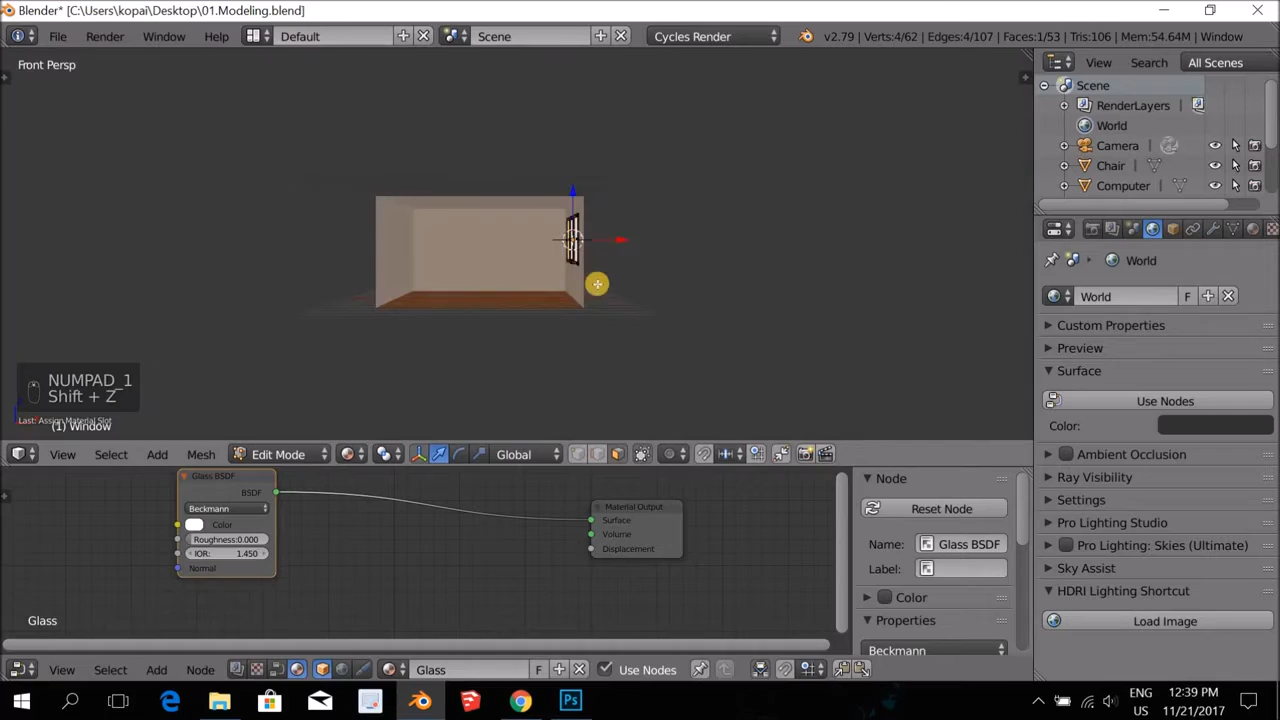 Blender* [C:\Users\kopai\Desktop\01.Modeling.blend]
File Render Window Help Default Scene Cycles Render v2.79 | Verts:4/62 | Edges:4/107 | Faces:1/53 | Tris:106 | Mem:54.64M | Window
View Search All Scenes
Front Persp
Scene
RenderLayers
World
Camera
Chair
Computer
World
World F
Custom Properties
Preview
Surface
Use Nodes
Color:
Ambient Occlusion
Ray Visibility
Settings
Pro Lighting Studio
Pro Lighting: Skies (Ultimate)
Sky Assist
HDRI Lighting Shortcut
Load Image
NUMPAD_1
Shift + Z
Last: Assign Material Slot
(1) Window
View Select Add Mesh Edit Mode Global
Glass BSDF
BSDF
Beckmann
Color
Roughness:0.000
IOR: 1.450
Normal
Material Output
Surface
Volume
Displacement
Node
Reset Node
Name: Glass BSDF
Label:
Color
Properties
Beckmann
Glass
View Select Add Node Glass F Use Nodes
ENG 12:39 PM
US 11/21/2017